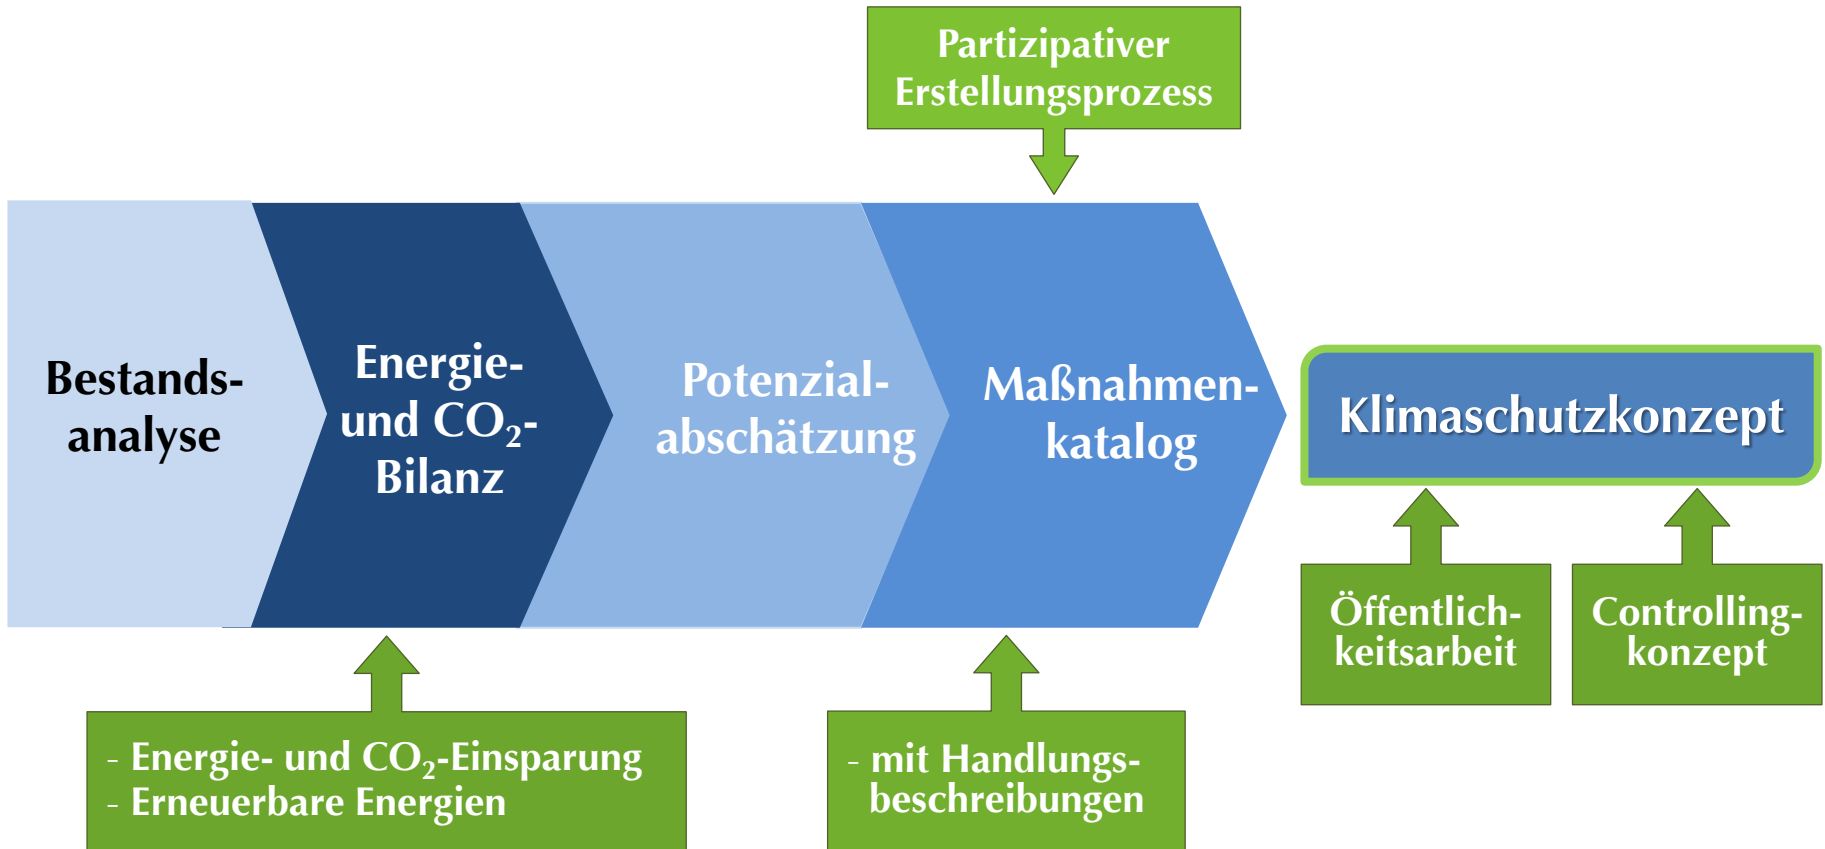 Partizipativer
Erstellungsprozess
Bestands-
analyse
Energie-
und CO₂-
Bilanz
Potenzial-
abschätzung
Maßnahmen-
katalog
Klimaschutzkonzept
Öffentlich-
keitsarbeit
Controlling-
konzept
- Energie- und CO₂-Einsparung
- Erneuerbare Energien
- mit Handlungs-
beschreibungen